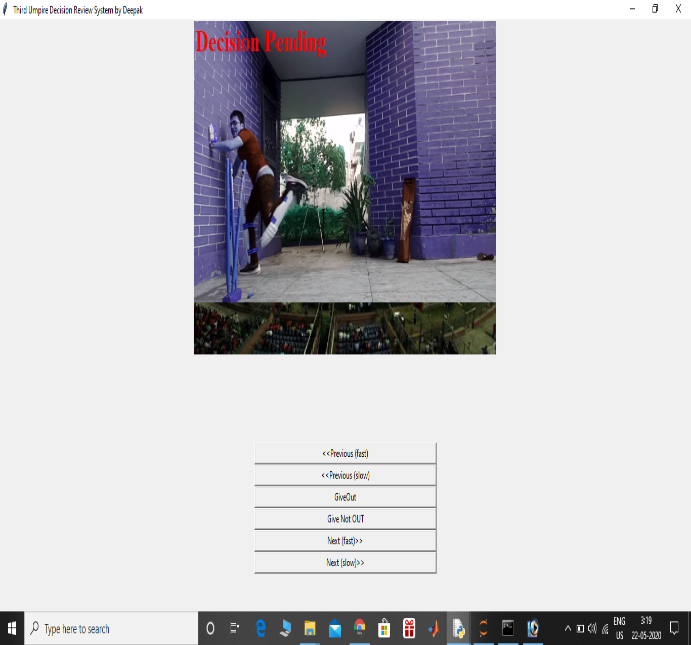 Third Umpire Decision Review System by Deepak
Decision Pending
<<Previous (fast)
<<Previous (slow)
GiveOut
Give Not OUT
Next (fast)>>
Next (slow)>>
Type here to search
ENG
US
3:19
22-05-2020